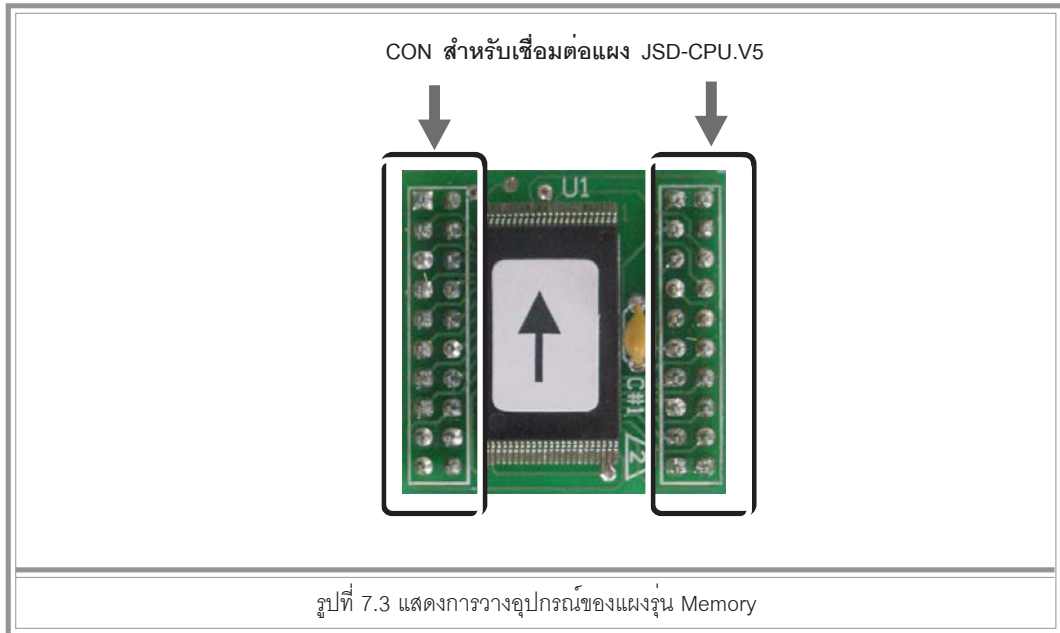 CON สำหรับเชื่อมต่อแผง JSD-CPU.V5
U1
C#1
2
รูปที่ 7.3 แสดงการวางอุปกรณ์ของแผงรุ่น Memory